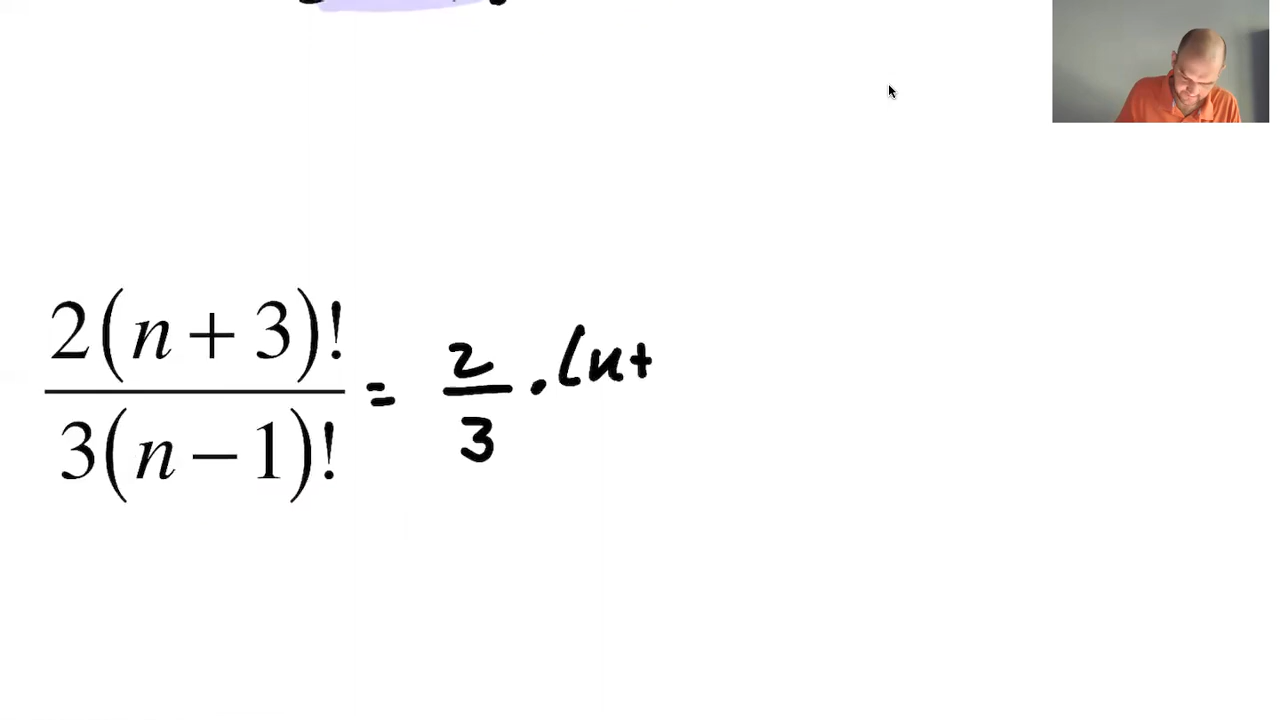 2(n + 3)! / 3(n − 1)! = 2/3 · (n+